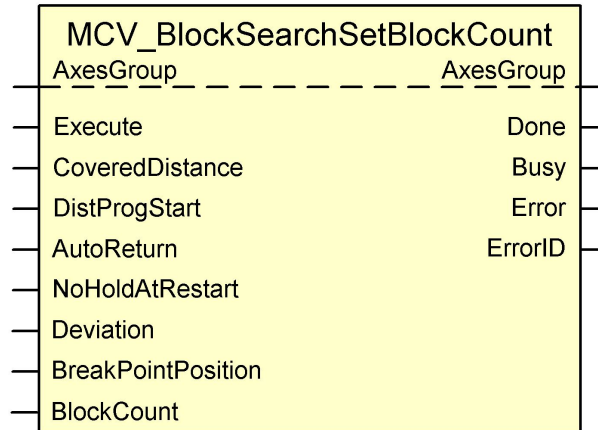 MCV_BlockSearchSetBlockCount
AxesGroup AxesGroup
Execute Done
CoveredDistance Busy
DistProgStart Error
AutoReturn ErrorID
NoHoldAtRestart
Deviation
BreakPointPosition
BlockCount